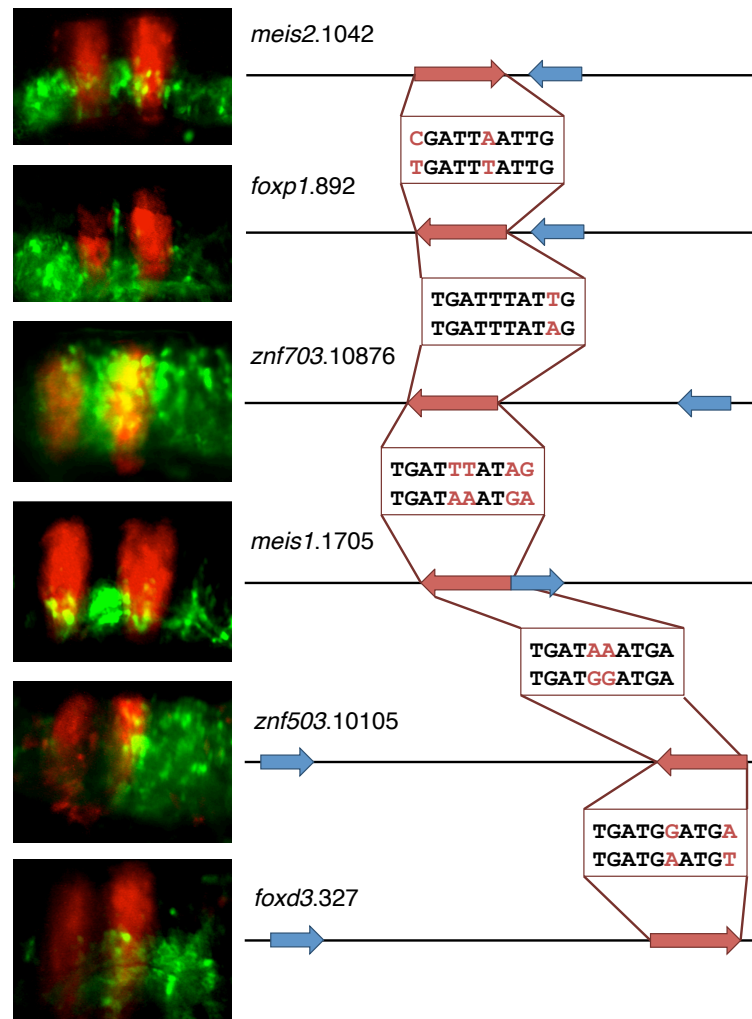 meis2.1042
CGATTAATTG
TGATTTATTG
foxp1.892
TGATTTATTG
TGATTTATAG
znf703.10876
TGATTTATAG
TGATAAATGA
meis1.1705
TGATAAATGA
TGATGGATGA
znf503.10105
TGATGGATGA
TGATGAATGT
foxd3.327